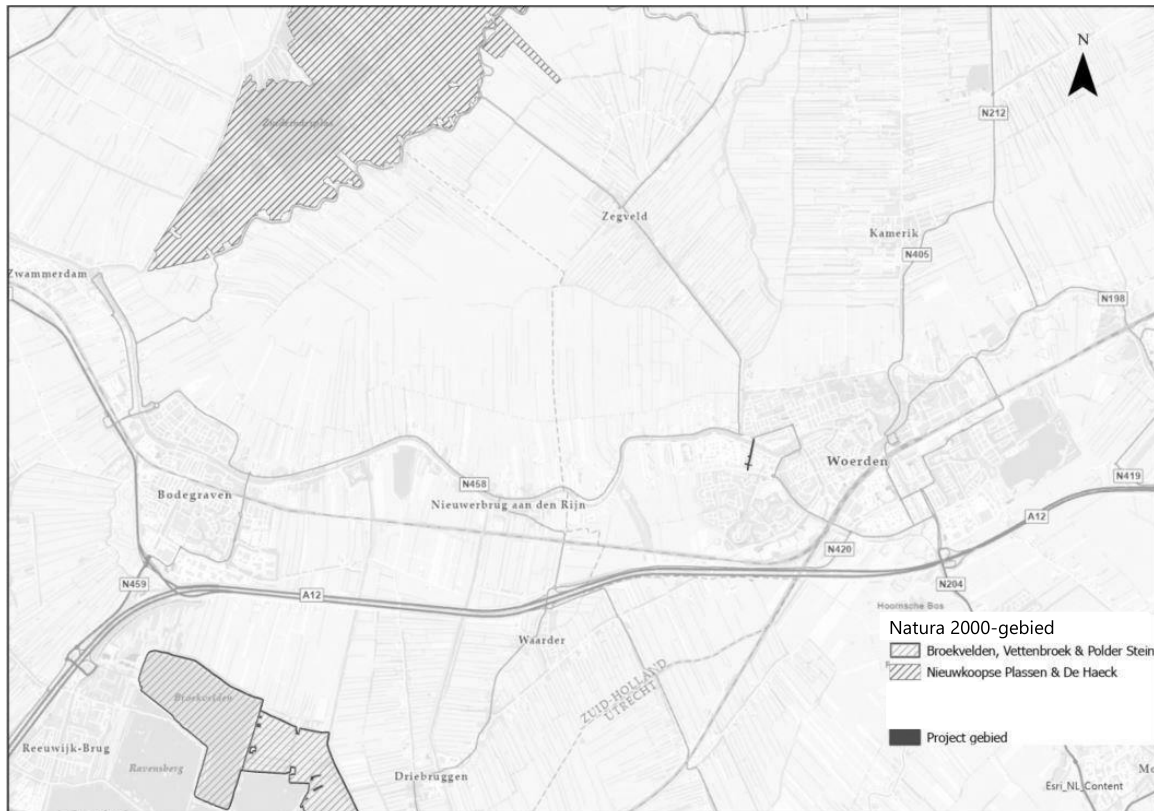 N
N212
Zegveld
Kamerik
N405
Zwammerdam
N198
Woerden
N458
Bodegraven
Nieuwerbrug aan den Rijn
N419
A12
N420
N459
A12
N204
Hoornsche Bos
Waarder
ZUID-HOLLAND
UTRECHT
Broekvelden
Reeuwijk-Brug
Ravensberg
Driebruggen
Natura 2000-gebied
Broekvelden, Vettenbroek & Polder Stein
Nieuwkoopse Plassen & De Haeck
Project gebied
Mo
Esri_NL_Content